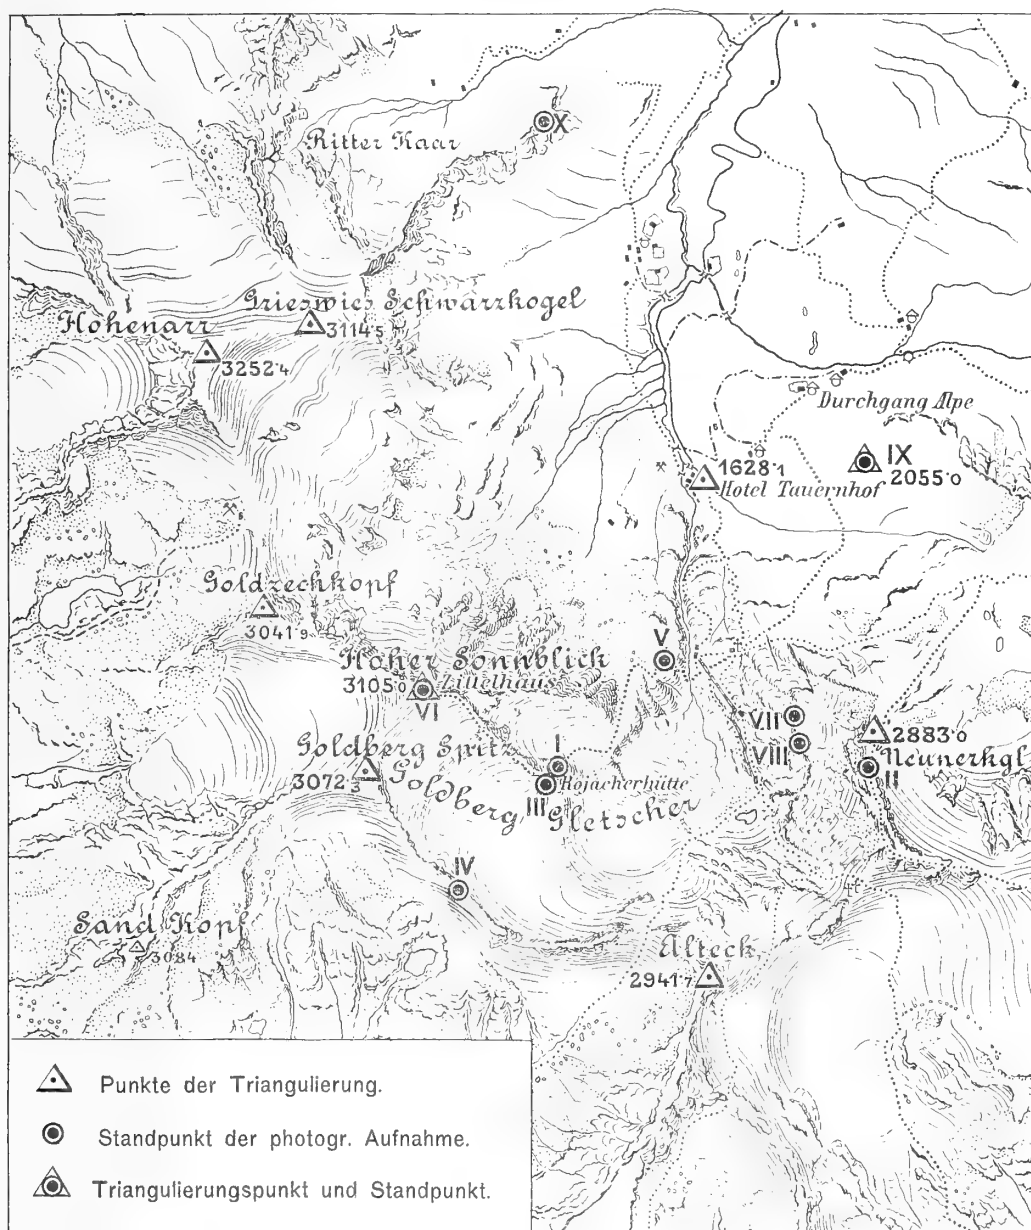 X
Ritter Kaar
Grieswies Schwarzkogel
3114·5
Hohenarr
3252·4
Durchgang Alpe
IX
2055·0
1628·1
Hotel Tauernhof
Goldzechkopf
3041·9
V
Hoher Sonnblick
3105·0
Zittelhaus
VI
VII
VIII
2883·0
Neunerkgl.
II
Goldberg Spitz
3072·3
I
Rojacherhütte
III
Goldberg Gletscher
IV
Sand Kopf
3084
Alteck
2941·7
Punkte der Triangulierung.
Standpunkt der photogr. Aufnahme.
Triangulierungspunkt und Standpunkt.